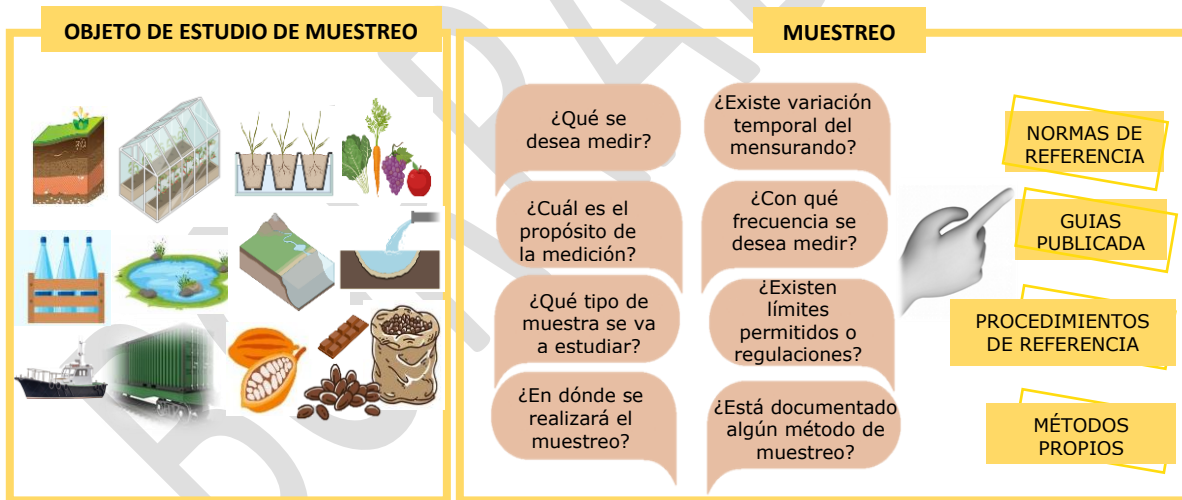 OBJETO DE ESTUDIO DE MUESTREO
MUESTREO
¿Qué se
desea medir?
¿Existe variación
temporal del
mensurando?
¿Cuál es el
propósito de
la medición?
¿Con qué
frecuencia se
desea medir?
¿Qué tipo de
muestra se va
a estudiar?
¿Existen
límites
permitidos o
regulaciones?
¿En dónde se
realizará el
muestreo?
¿Está documentado
algún método de
muestreo?
NORMAS DE
REFERENCIA
GUIAS
PUBLICADA
PROCEDIMIENTOS
DE REFERENCIA
MÉTODOS
PROPIOS